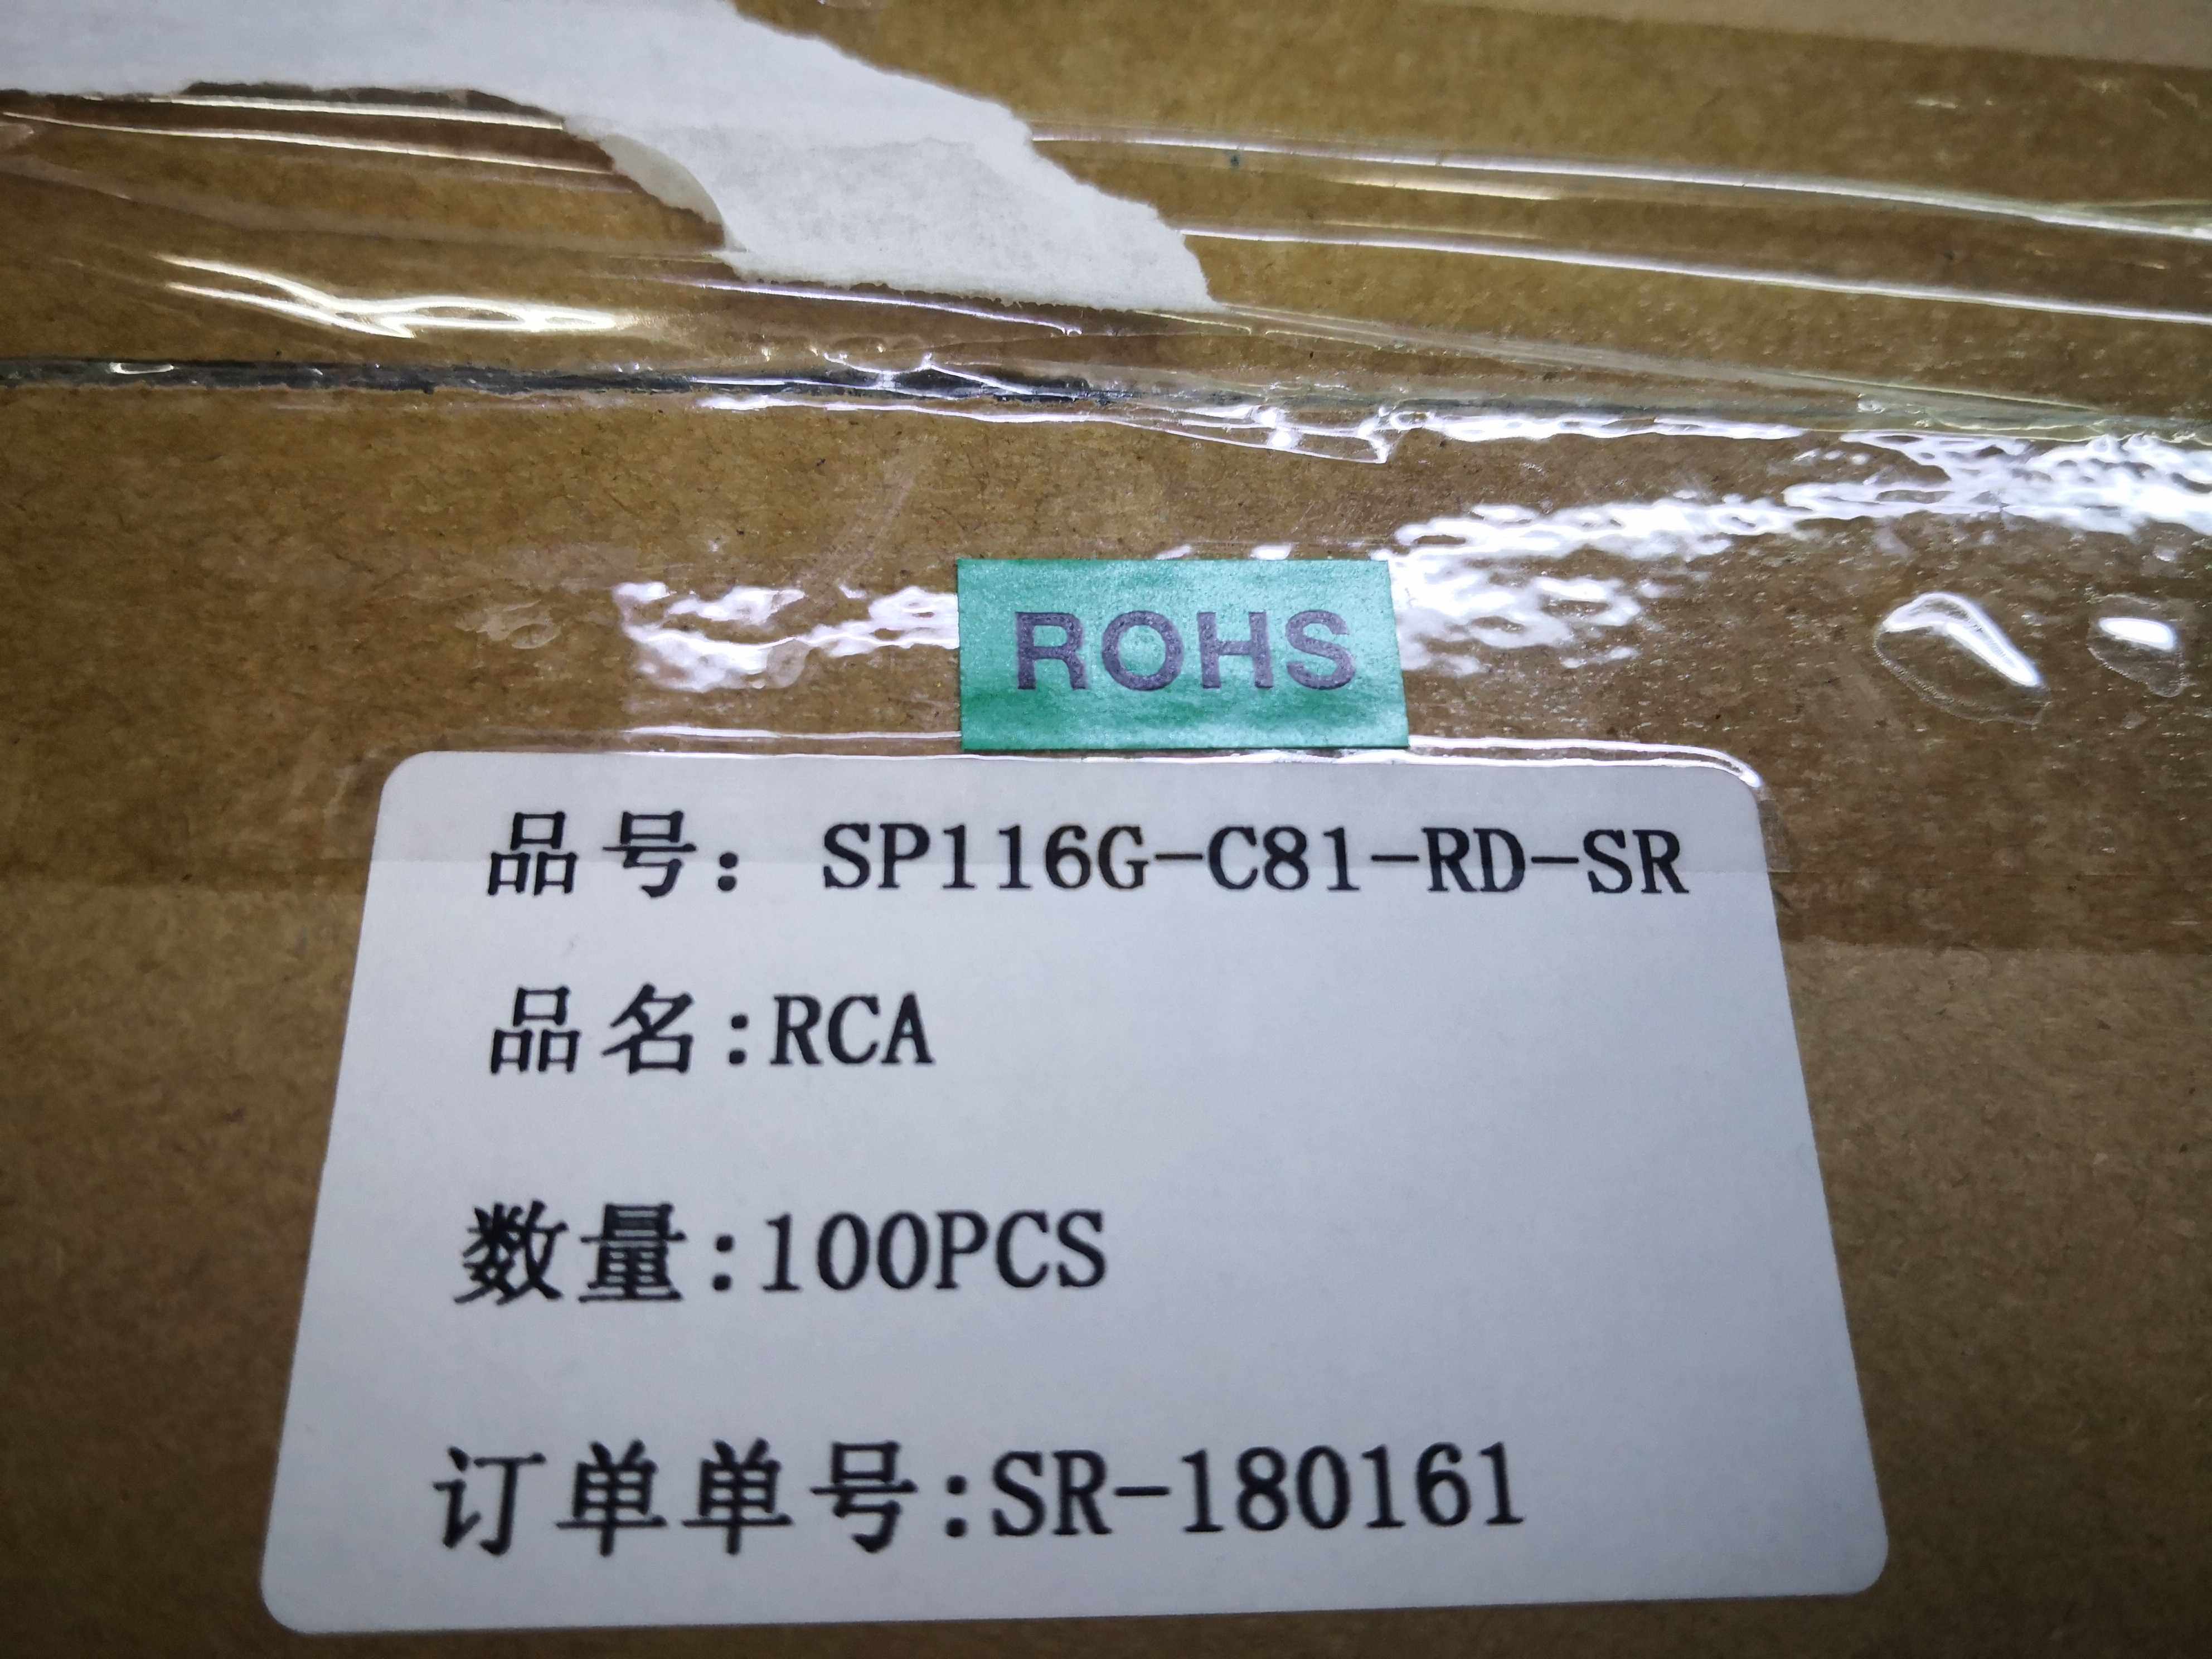 ROHS
品号：SP116G-C81-RD-SR
品名:RCA
数量:100PCS
订单单号:SR-180161